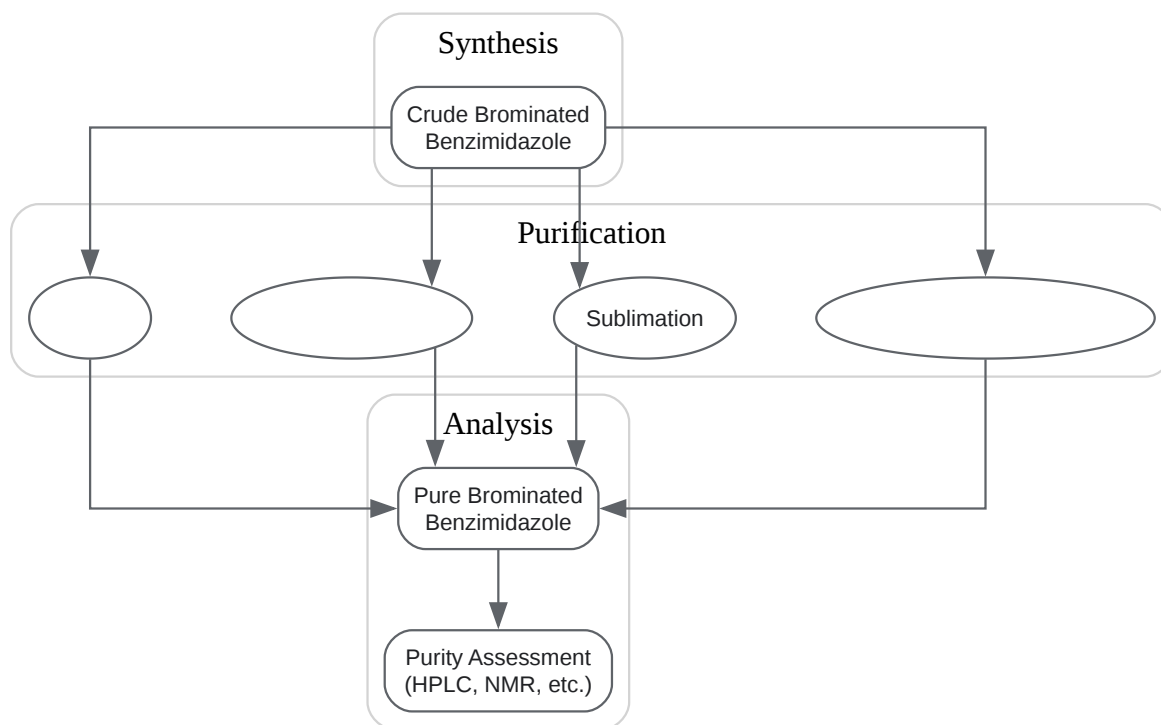 Synthesis
Crude Brominated
Benzimidazole
Purification
Sublimation
Analysis
Pure Brominated
Benzimidazole
Purity Assessment
(HPLC, NMR, etc.)